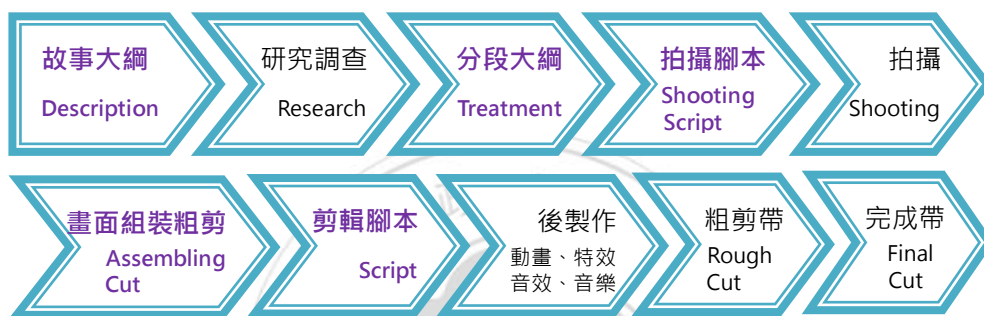 故事大綱
Description
研究調查
Research
分段大綱
Treatment
拍攝腳本
Shooting
Script
拍攝
Shooting
畫面組裝粗剪
Assembling
Cut
剪輯腳本
Script
後製作
動畫、特效
音效、音樂
粗剪帶
Rough
Cut
完成帶
Final
Cut